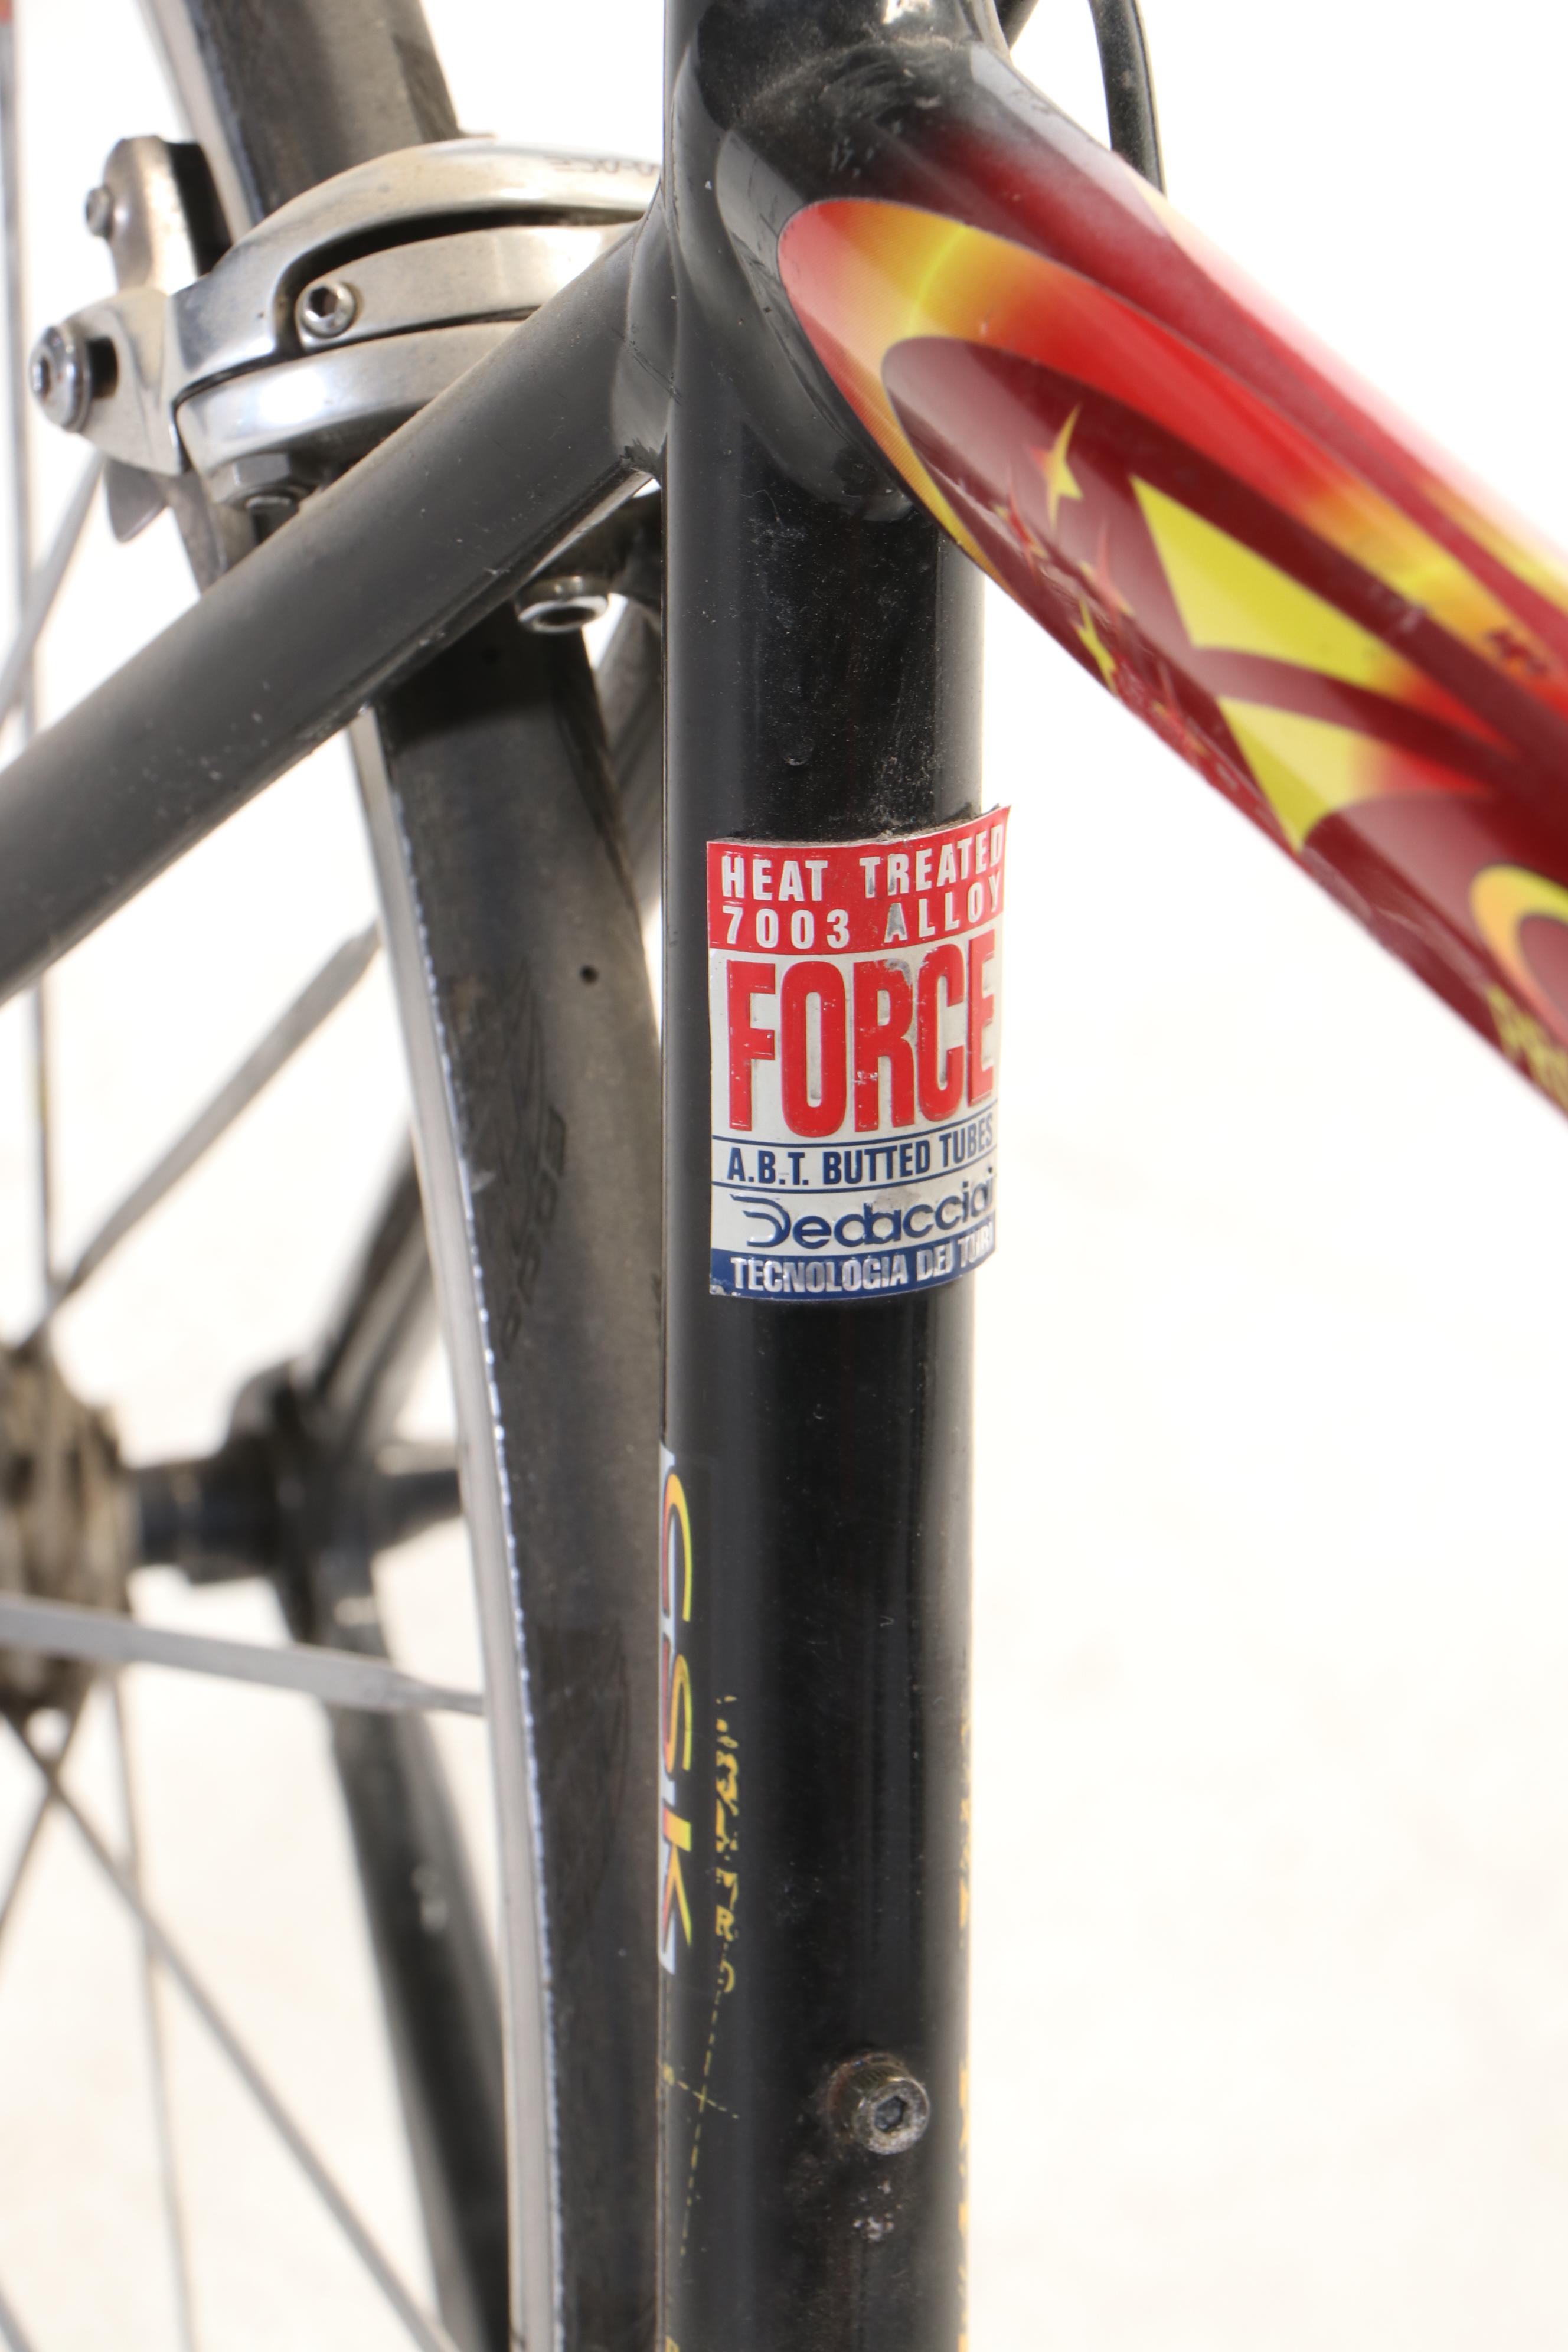 HEAT TREATED
7003 ALLOY
FORCE
A.B.T. BUTTED TUBES
Dedacciai
TECNOLOGIA DEI TUBI
CSK